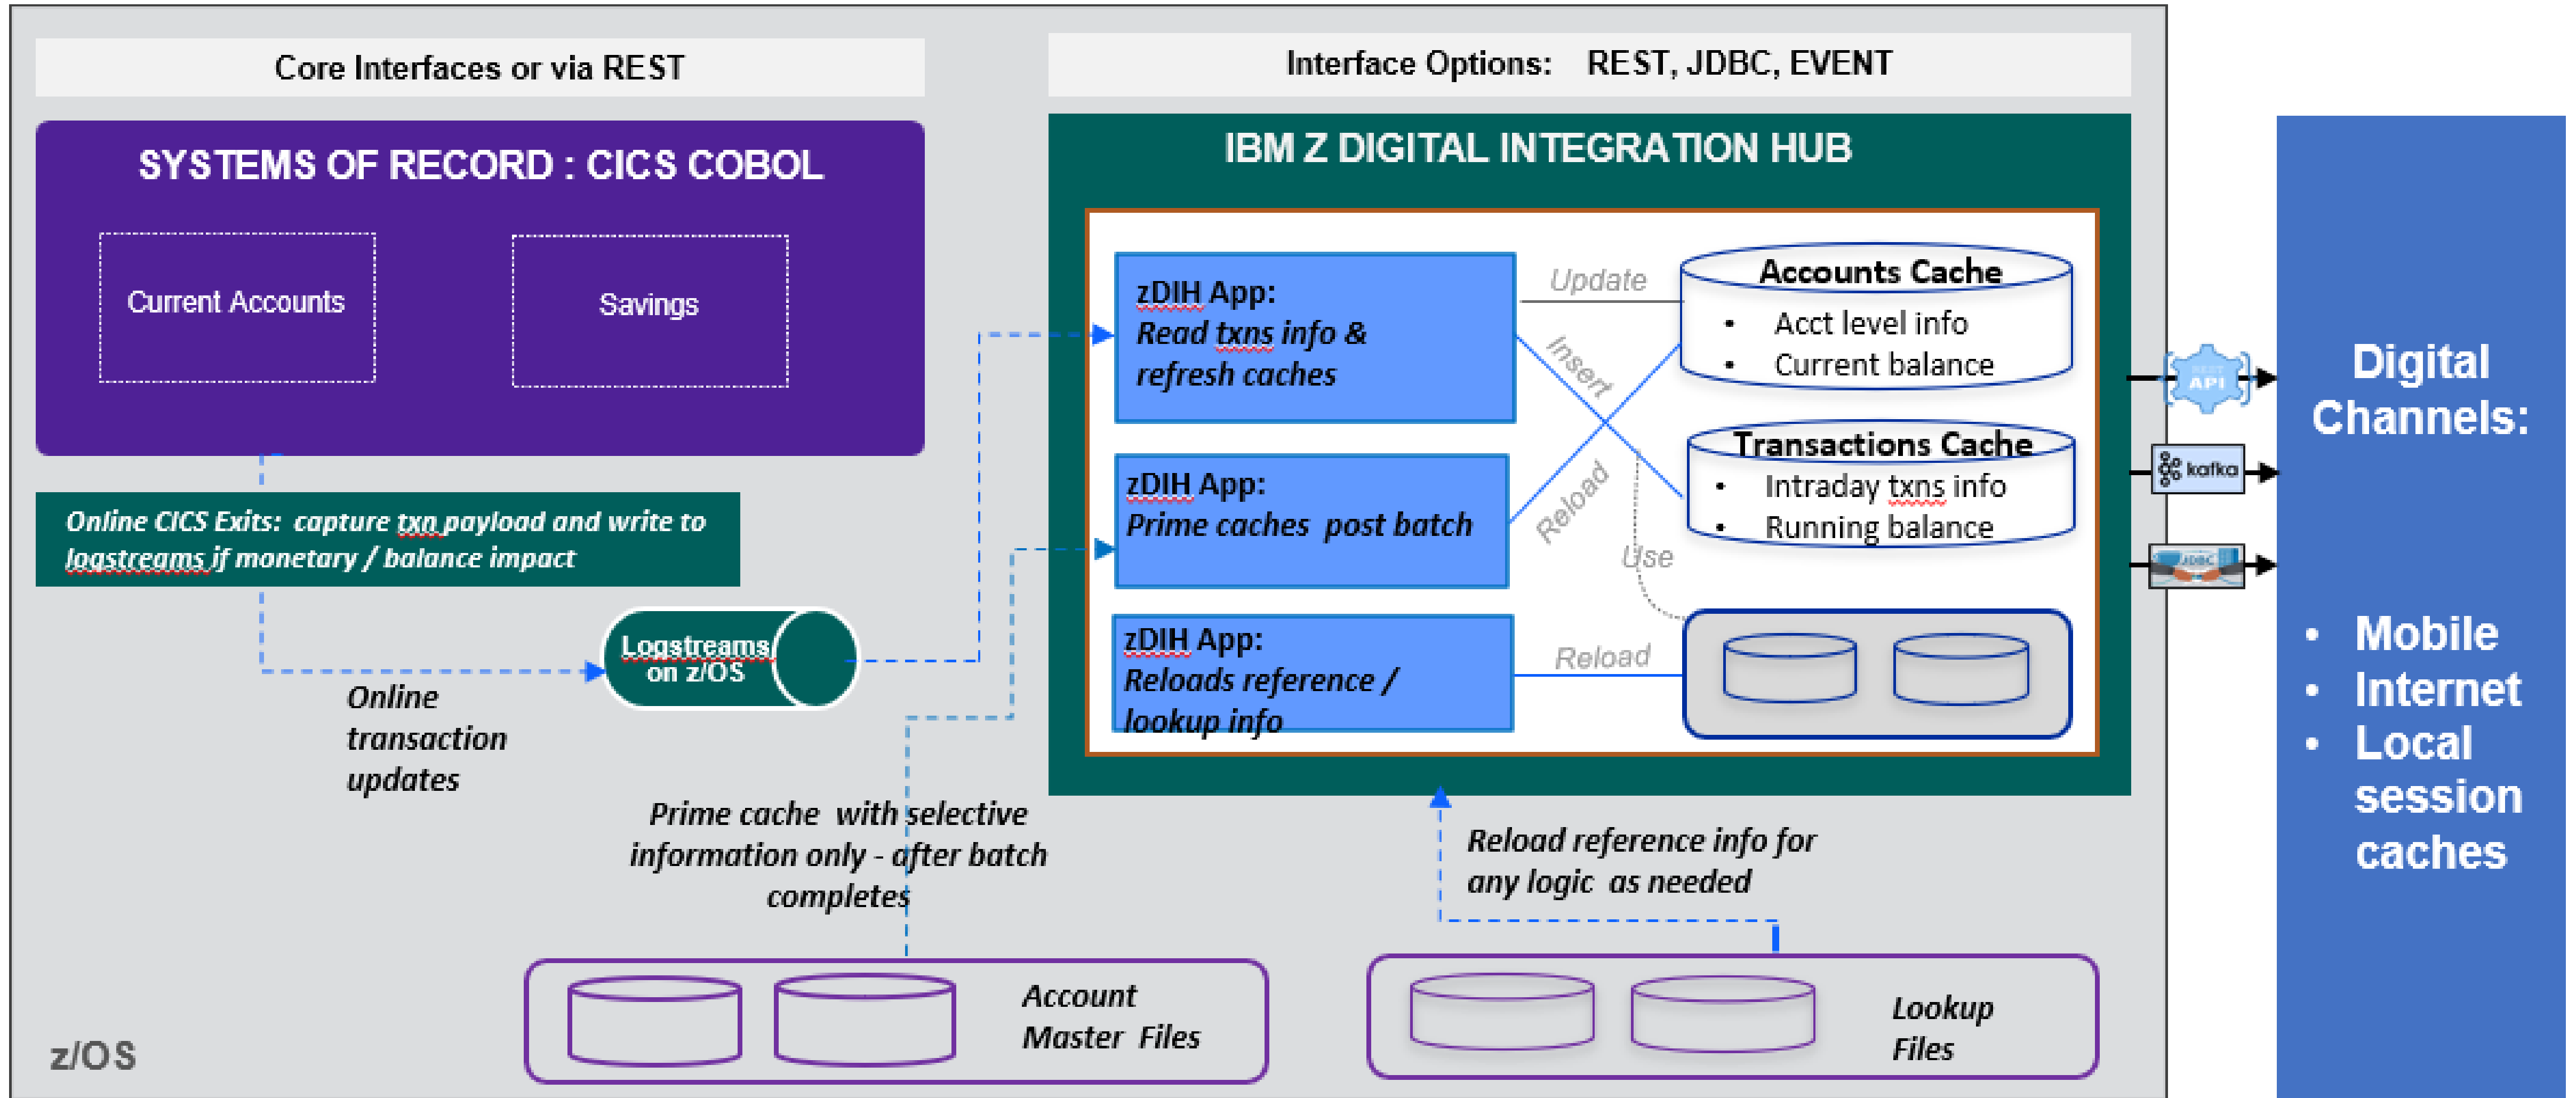 Core Interfaces or via REST
Interface Options: REST, JDBC, EVENT
SYSTEMS OF RECORD : CICS COBOL
Current Accounts
Savings
Online CICS Exits: capture txn payload and write to
logstreams if monetary / balance impact
Logstreams
on z/OS
Online
transaction
updates
Prime cache with selective
information only - after batch
completes
IBM Z DIGITAL INTEGRATION HUB
zDIH App:
Read txns info &
refresh caches
zDIH App:
Prime caches post batch
zDIH App:
Reloads reference /
lookup info
Update
Insert
Reload
Use
Reload
Accounts Cache
• Acct level info
• Current balance
Transactions Cache
• Intraday txns info
• Running balance
Reload reference info for
any logic as needed
Account
Master Files
Lookup
Files
z/OS
REST
API
kafka
JDBC
Digital
Channels:
• Mobile
• Internet
• Local
session
caches